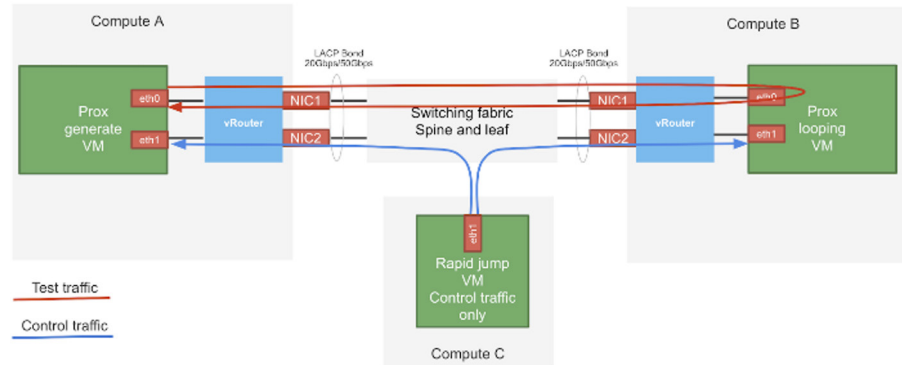 Compute A
Compute B
LACP Bond
20Gbps/50Gbps
LACP Bond
20Gbps/50Gbps
Prox
generate
VM
eth0
eth1
vRouter
NIC1
NIC2
Switching fabric
Spine and leaf
NIC1
NIC2
vRouter
eth0
eth1
Prox
looping
VM
eth1
Rapid jump
VM
Control traffic
only
Compute C
Test traffic
Control traffic